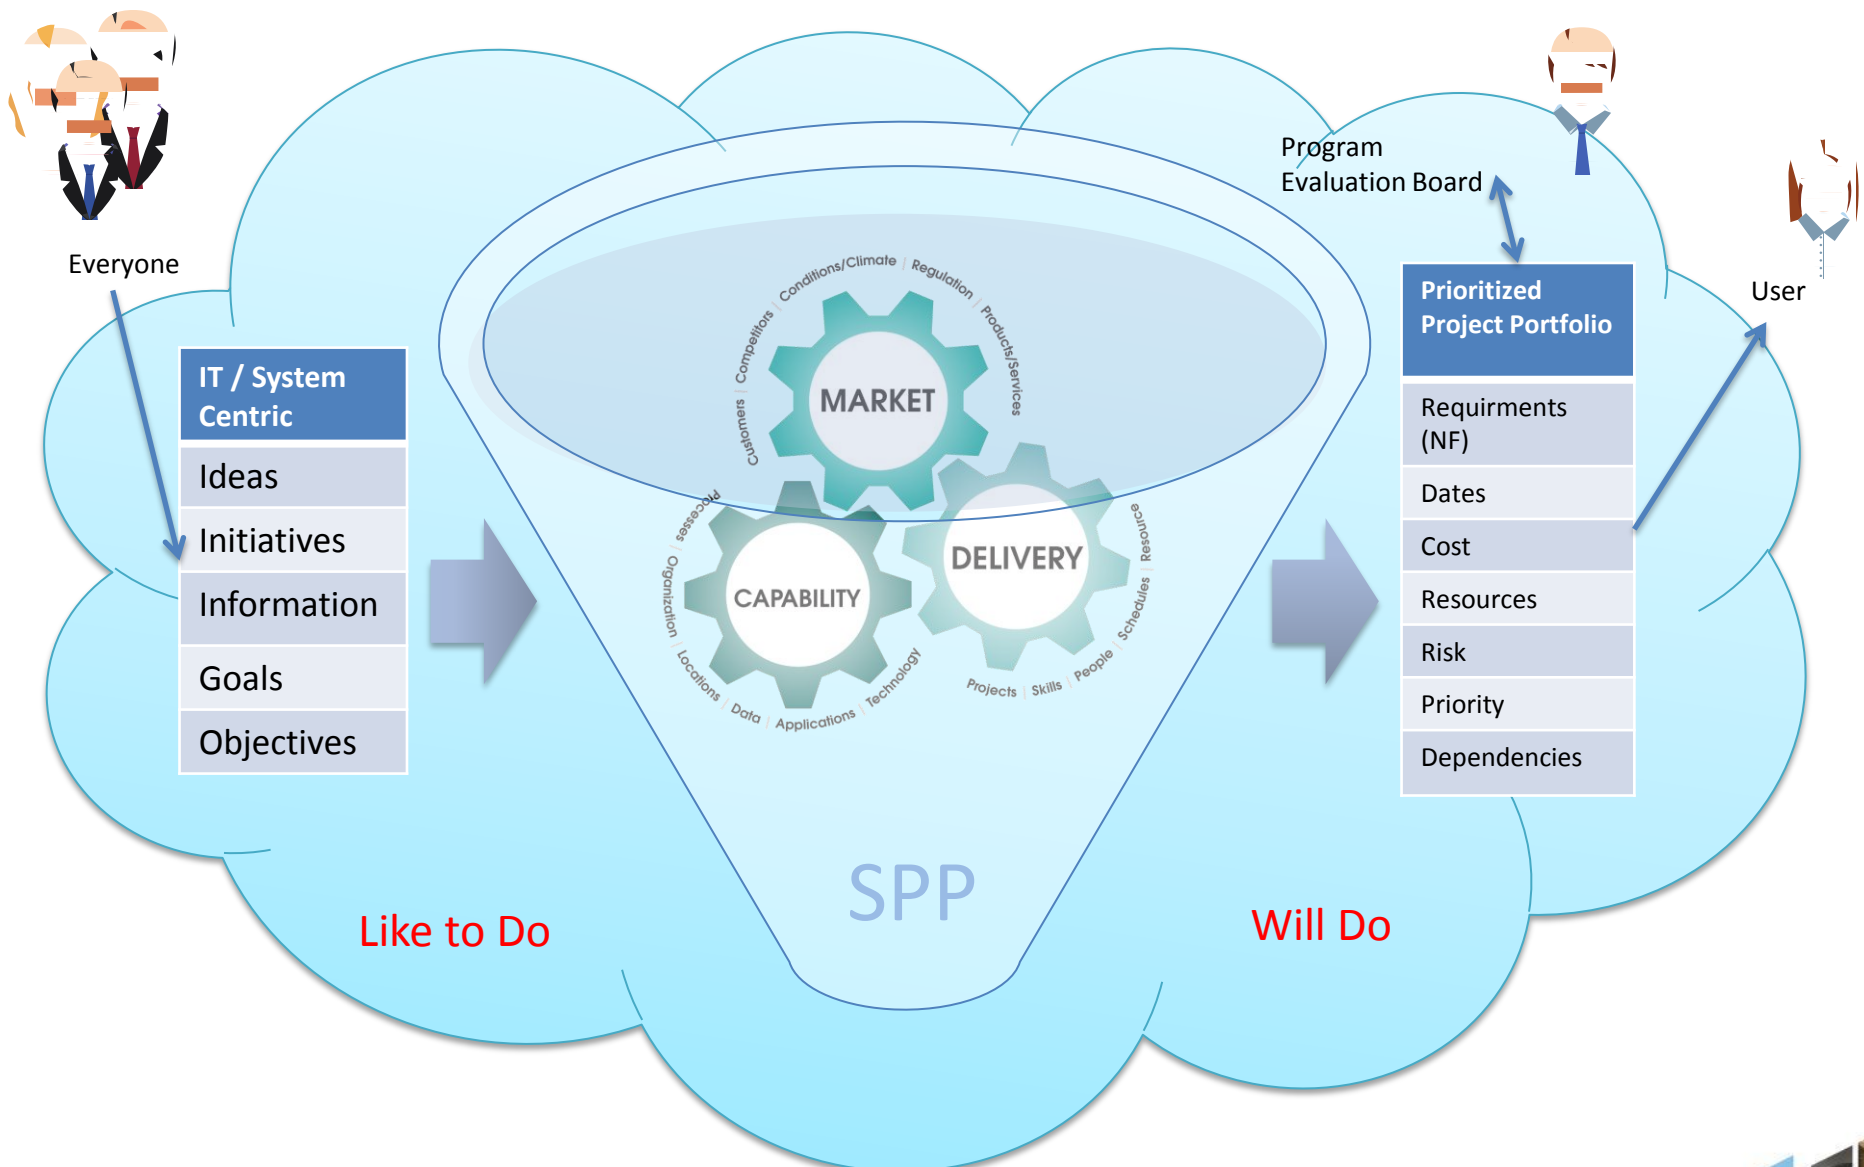 Everyone
IT / System
Centric
Ideas
Initiatives
Information
Goals
Objectives
Like to Do
Customers | Competitors | Conditions/Climate | Regulation | Products/Services
MARKET
Processes | Organization | Locations | Data | Applications | Technology
CAPABILITY
DELIVERY
Projects | Skills | People | Schedules | Resource
SPP
Program
Evaluation Board
Prioritized
Project Portfolio
Requirments
(NF)
Dates
Cost
Resources
Risk
Priority
Dependencies
User
Will Do